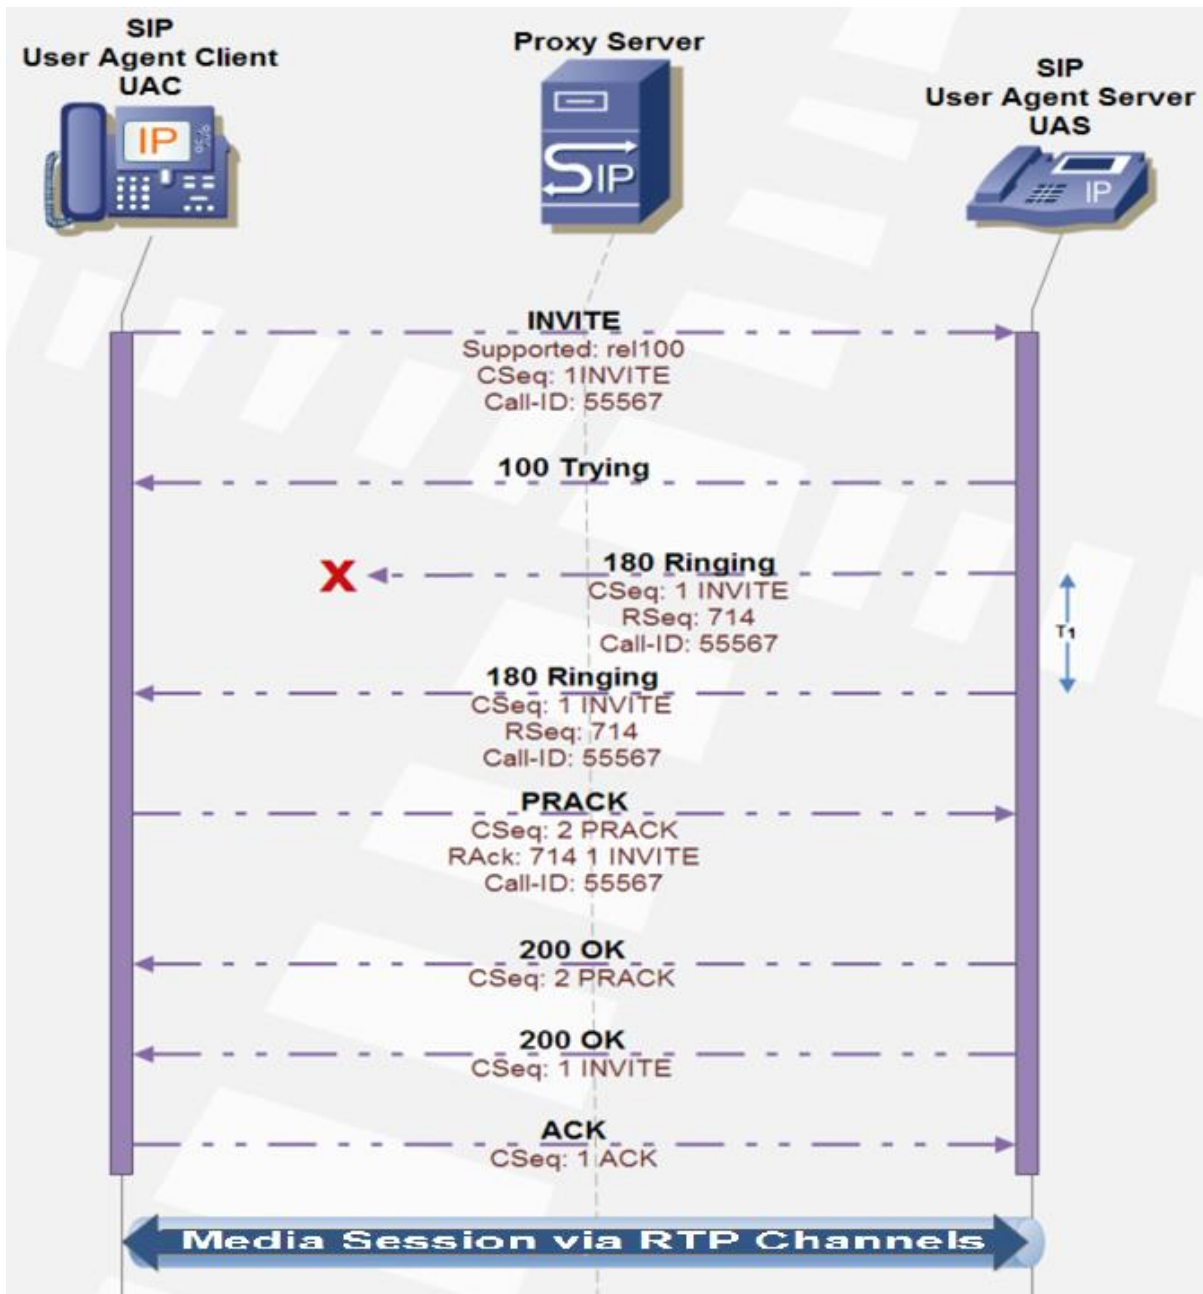 SIP
User Agent Client
UAC
Proxy Server
SIP
User Agent Server
UAS
IP
SIP
IP
INVITE
Supported: rel100
CSeq: 1INVITE
Call-ID: 55567
100 Trying
X
180 Ringing
CSeq: 1 INVITE
RSeq: 714
Call-ID: 55567
T1
180 Ringing
CSeq: 1 INVITE
RSeq: 714
Call-ID: 55567
PRACK
CSeq: 2 PRACK
RAck: 714 1 INVITE
Call-ID: 55567
200 OK
CSeq: 2 PRACK
200 OK
CSeq: 1 INVITE
ACK
CSeq: 1 ACK
Media Session via RTP Channels